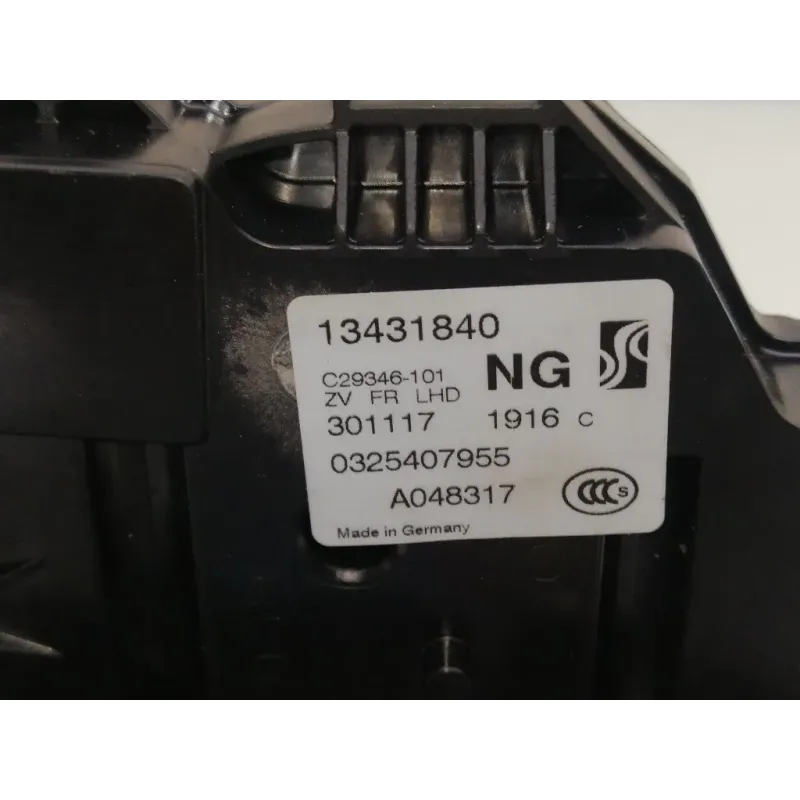 13431840
C29346-101 NG
ZV FR LHD
301117 1916 C
0325407955
A048317 CCC S
Made in Germany